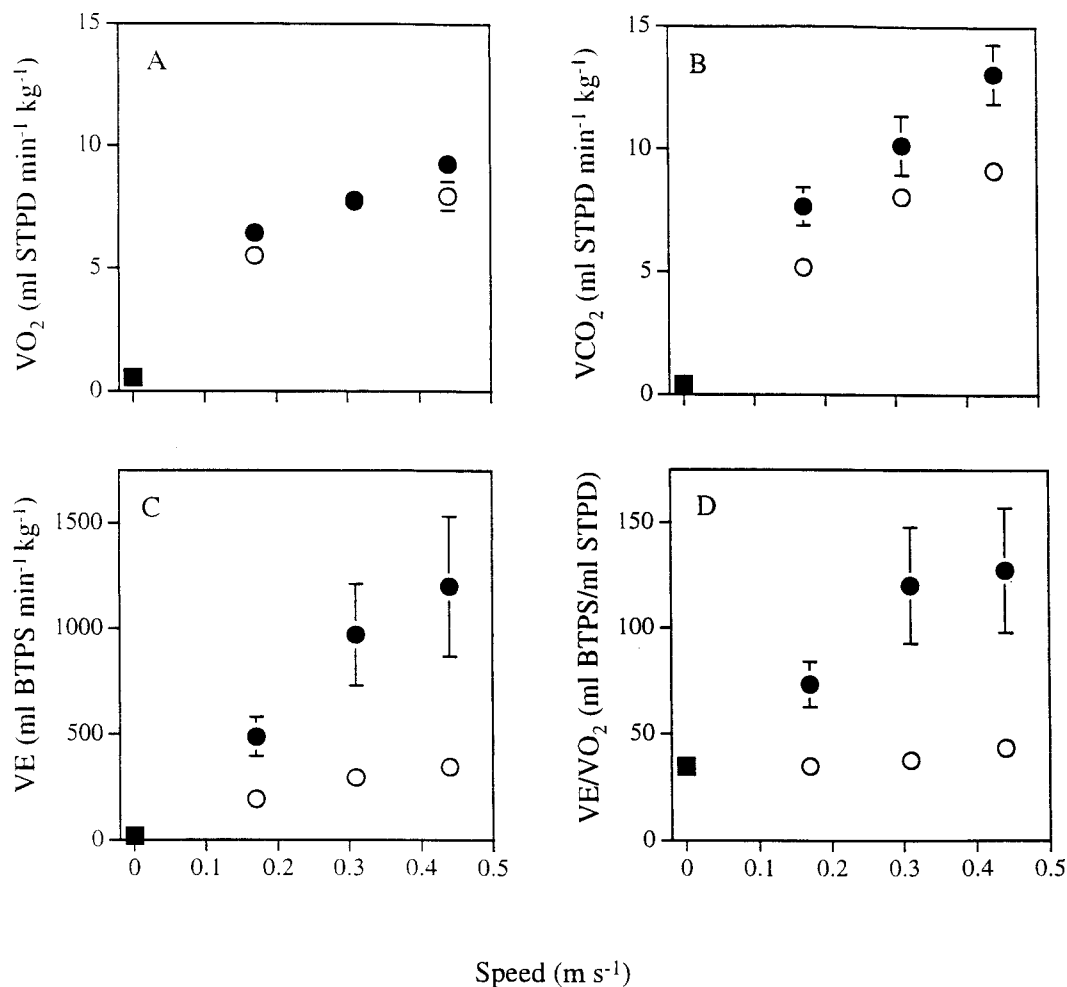 A
VO₂ (ml STPD min⁻¹ kg⁻¹)
15
10
5
0
B
VCO₂ (ml STPD min⁻¹ kg⁻¹)
15
10
5
0
C
VE (ml BTPS min⁻¹ kg⁻¹)
1500
1000
500
0
0 0.1 0.2 0.3 0.4 0.5
D
VE/VO₂ (ml BTPS/ml STPD)
150
100
50
0
0 0.1 0.2 0.3 0.4 0.5
Speed (m s⁻¹)